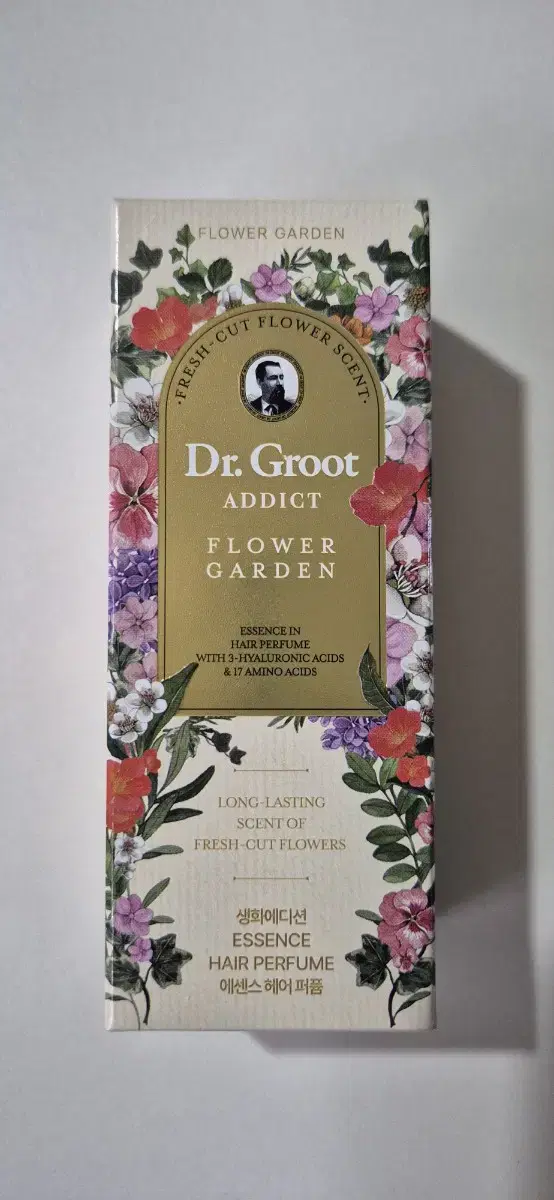 FLOWER GARDEN
·FRESH-CUT FLOWER SCENT·
Dr. Groot
ADDICT
FLOWER
GARDEN
ESSENCE IN
HAIR PERFUME
WITH 3-HYALURONIC ACIDS
& 17 AMINO ACIDS
LONG-LASTING
SCENT OF
FRESH-CUT FLOWERS
생화에디션
ESSENCE
HAIR PERFUME
에센스 헤어 퍼퓸